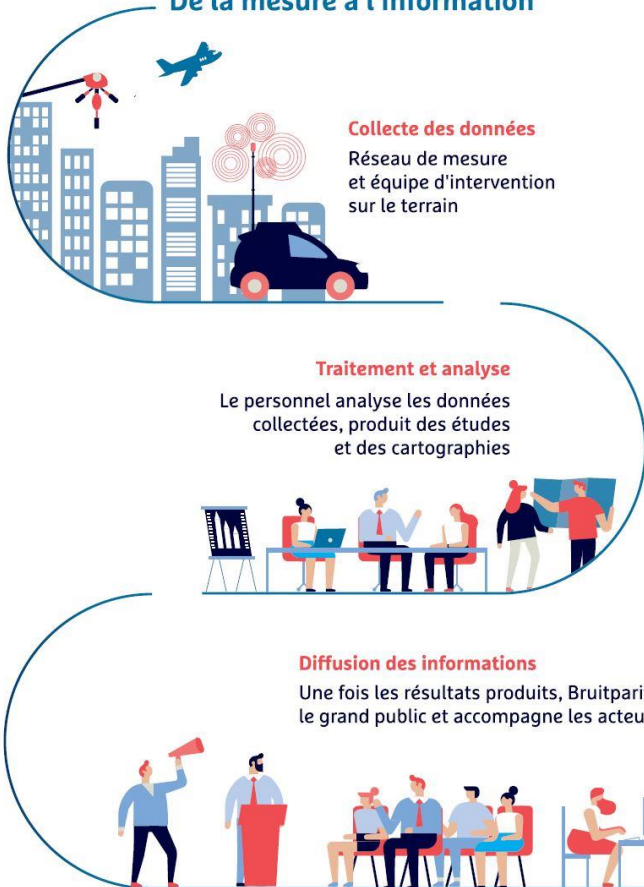 De la mesure à l'information
Collecte des données
Réseau de mesure
et équipe d'intervention
sur le terrain
Traitement et analyse
Le personnel analyse les données
collectées, produit des études
et des cartographies
Diffusion des informations
Une fois les résultats produits, Bruitpari
le grand public et accompagne les acteu